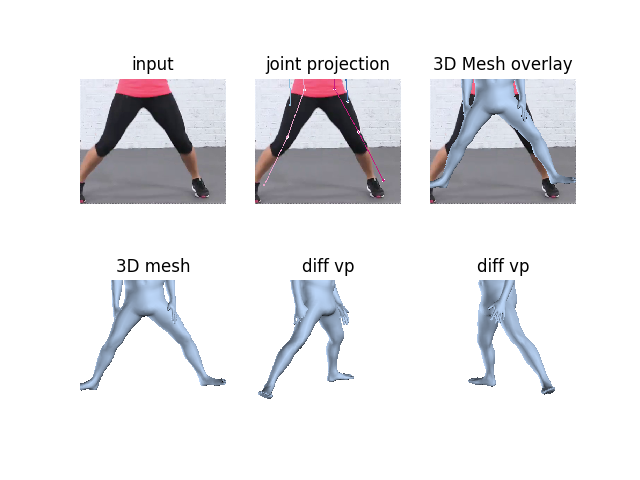 input
joint projection
3D Mesh overlay
3D mesh
diff vp
diff vp